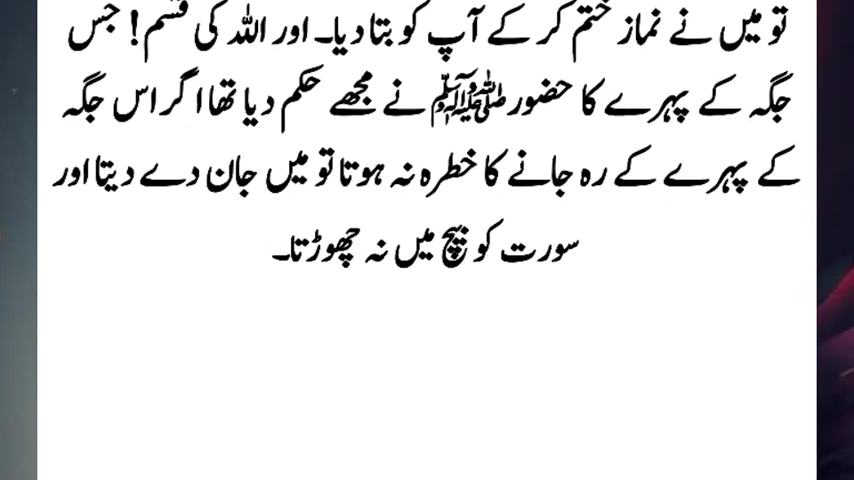 تو میں نے نماز ختم کر کے آپ کو بتا دیا۔ اور اللہ کی قسم! جس
جگہ کے پہرے کا حضورﷺ نے مجھے حکم دیا تھا اگر اس جگہ
کے پہرے کے رہ جانے کا خطرہ نہ ہوتا تو میں جان دے دیتا اور
سورت کو بیچ میں نہ چھوڑتا۔